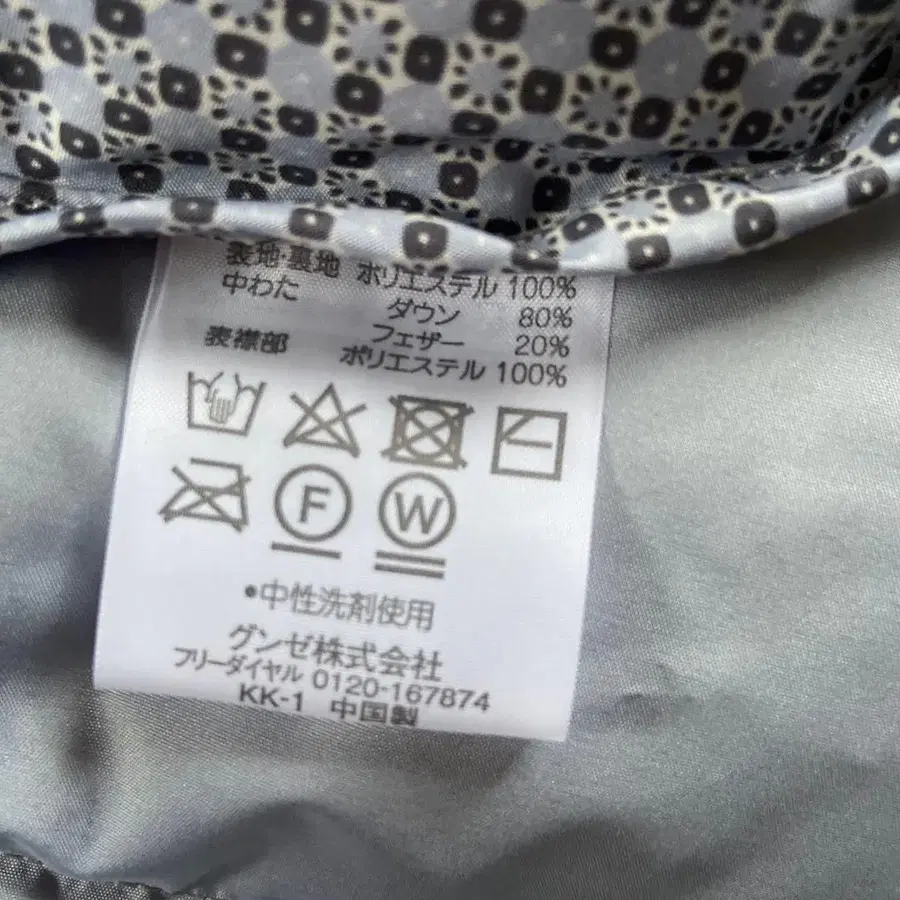 表地・裏地 ポリエステル 100%
中わた ダウン 80%
フェザー 20%
表襟部 ポリエステル 100%
F W
•中性洗剤使用
グンゼ株式会社
フリーダイヤル 0120-167874
KK-1 中国製